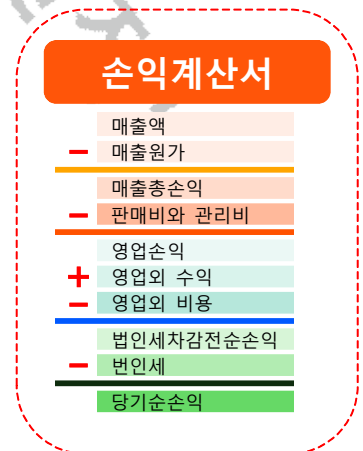 손익계산서
매출액
− 매출원가
매출총손익
− 판매비와 관리비
영업손익
+ 영업외 수익
− 영업외 비용
법인세차감전순손익
− 번인세
당기순손익